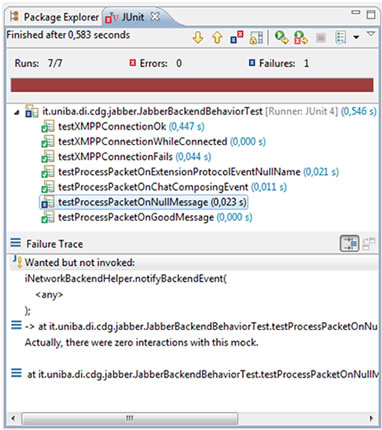 Package Explorer JUnit
Finished after 0,583 seconds
Runs: 7/7 Errors: 0 Failures: 1
it.uniba.di.cdg.jabber.JabberBackendBehaviorTest [Runner: JUnit 4] (0,546 s)
testXMPPConnectionOk (0,447 s)
testXMPPConnectionWhileConnected (0,000 s)
testXMPPConnectionFails (0,044 s)
testProcessPacketOnExtensionProtocolEventNullName (0,021 s)
testProcessPacketOnChatComposingEvent (0,011 s)
testProcessPacketOnNullMessage (0,023 s)
testProcessPacketOnGoodMessage (0,000 s)
Failure Trace
Wanted but not invoked:
iNetworkBackendHelper.notifyBackendEvent(
<any>
);
-> at it.uniba.di.cdg.jabber.JabberBackendBehaviorTest.testProcessPacketOnNu
Actually, there were zero interactions with this mock.
at it.uniba.di.cdg.jabber.JabberBackendBehaviorTest.testProcessPacketOnNullM